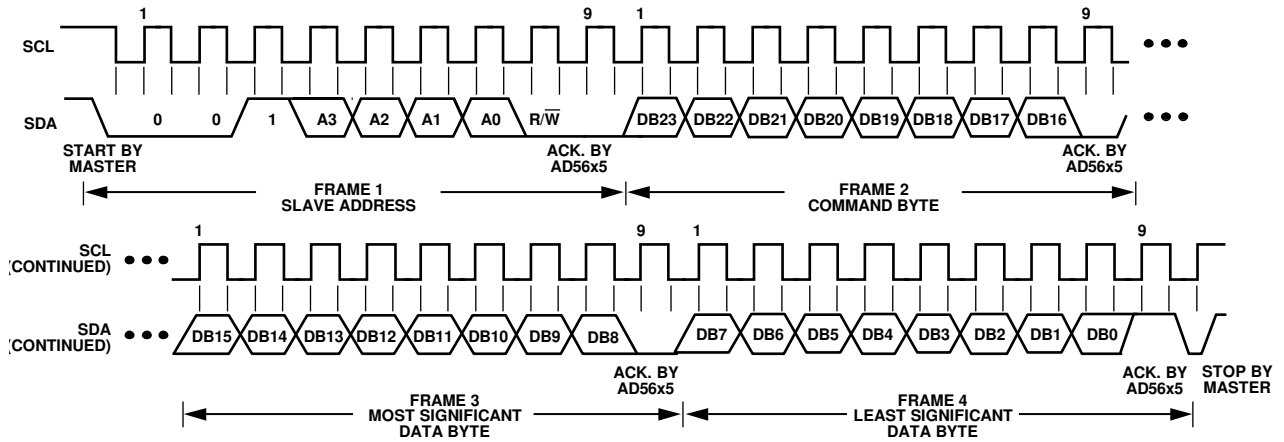 1 9 1 9
SCL
SDA 0 0 1 A3 A2 A1 A0 R/W̅ DB23 DB22 DB21 DB20 DB19 DB18 DB17 DB16
START BY
MASTER
ACK. BY
AD56x5
ACK. BY
AD56x5
FRAME 1
SLAVE ADDRESS
FRAME 2
COMMAND BYTE
1 9 1 9
SCL
(CONTINUED)
SDA
(CONTINUED)
DB15 DB14 DB13 DB12 DB11 DB10 DB9 DB8 DB7 DB6 DB5 DB4 DB3 DB2 DB1 DB0
ACK. BY
AD56x5
ACK. BY
AD56x5
STOP BY
MASTER
FRAME 3
MOST SIGNIFICANT
DATA BYTE
FRAME 4
LEAST SIGNIFICANT
DATA BYTE